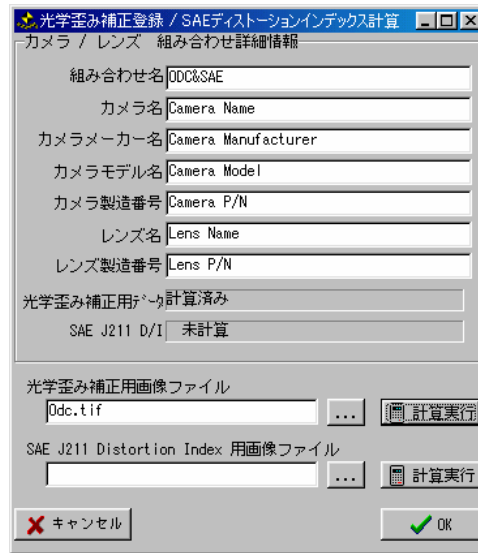 光学歪み補正登録 / SAEディストーションインデックス計算
カメラ / レンズ 組み合わせ詳細情報
組み合わせ名 ODC&SAE
カメラ名 Camera Name
カメラメーカー名 Camera Manufacturer
カメラモデル名 Camera Model
カメラ製造番号 Camera P/N
レンズ名 Lens Name
レンズ製造番号 Lens P/N
光学歪み補正用ﾃﾞｰﾀ 計算済み
SAE J211 D/I 未計算
光学歪み補正用画像ファイル
Odc.tif ... 計算実行
SAE J211 Distortion Index 用画像ファイル
... 計算実行
キャンセル OK